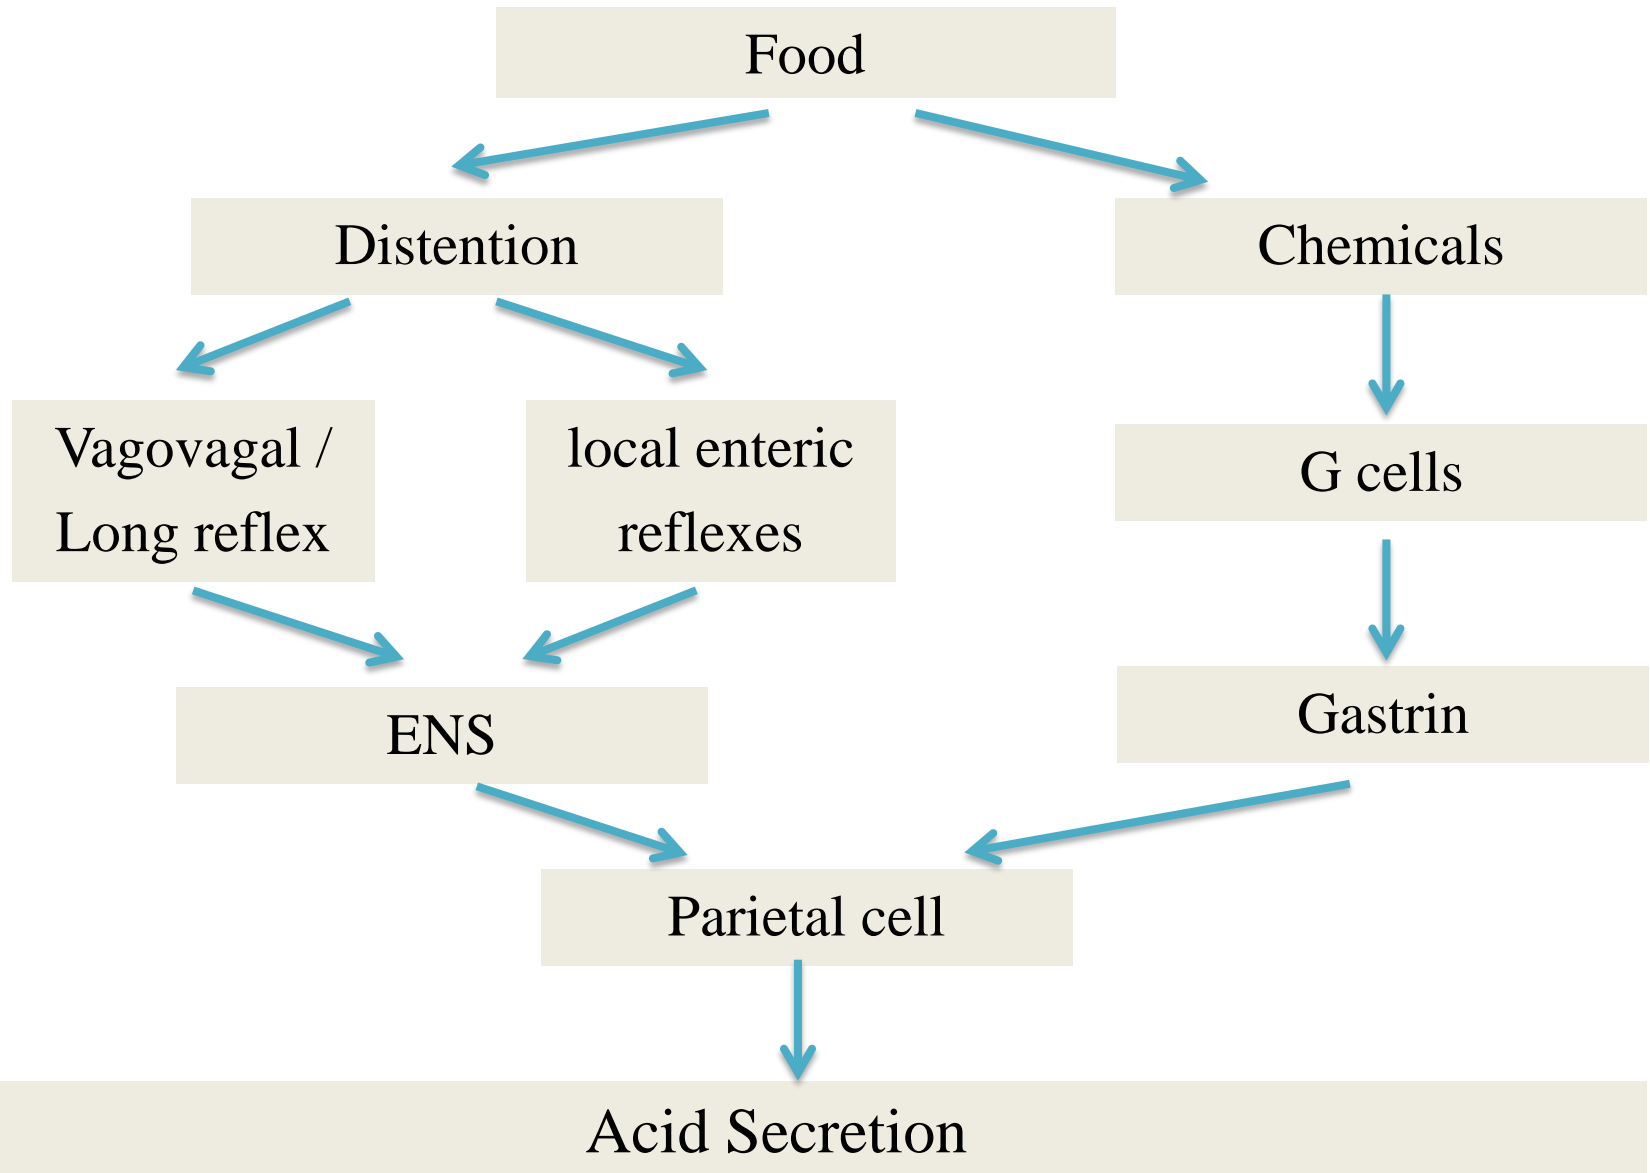 Food
Distention
Chemicals
Vagovagal /
Long reflex
local enteric
reflexes
G cells
ENS
Gastrin
Parietal cell
Acid Secretion